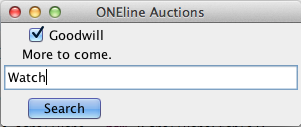 ONEline Auctions
Goodwill
More to come.
Watch
Search